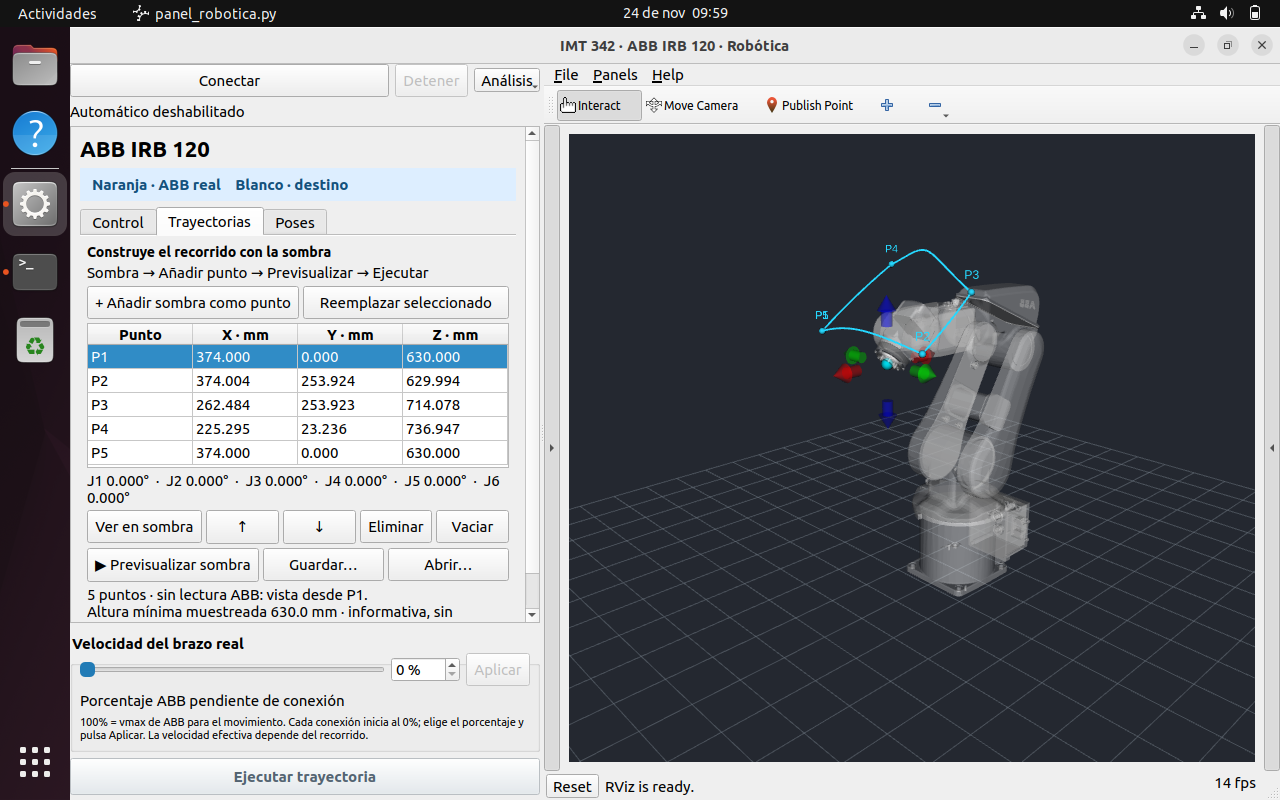 Actividades
panel_robotica.py
24 de nov 09:59
IMT 342 · ABB IRB 120 · Robótica
Conectar
Detener
Análisis
Automático deshabilitado
ABB IRB 120
Naranja · ABB real Blanco · destino
Control
Trayectorias
Poses
Construye el recorrido con la sombra
Sombra → Añadir punto → Previsualizar → Ejecutar
+ Añadir sombra como punto
Reemplazar seleccionado
Punto X · mm Y · mm Z · mm
P1 374.000 0.000 630.000
P2 374.004 253.924 629.994
P3 262.484 253.923 714.078
P4 225.295 23.236 736.947
P5 374.000 0.000 630.000
J1 0.000° · J2 0.000° · J3 0.000° · J4 0.000° · J5 0.000° · J6
0.000°
Ver en sombra
↑
↓
Eliminar
Vaciar
▶ Previsualizar sombra
Guardar...
Abrir...
5 puntos · sin lectura ABB: vista desde P1.
Altura mínima muestreada 630.0 mm · informativa, sin
Velocidad del brazo real
0 %
Aplicar
Porcentaje ABB pendiente de conexión
100% = vmax de ABB para el movimiento. Cada conexión inicia al 0%; elige el porcentaje y
pulsa Aplicar. La velocidad efectiva depende del recorrido.
Ejecutar trayectoria
File Panels Help
Interact
Move Camera
Publish Point
P4
P3
Reset
RViz is ready.
14 fps